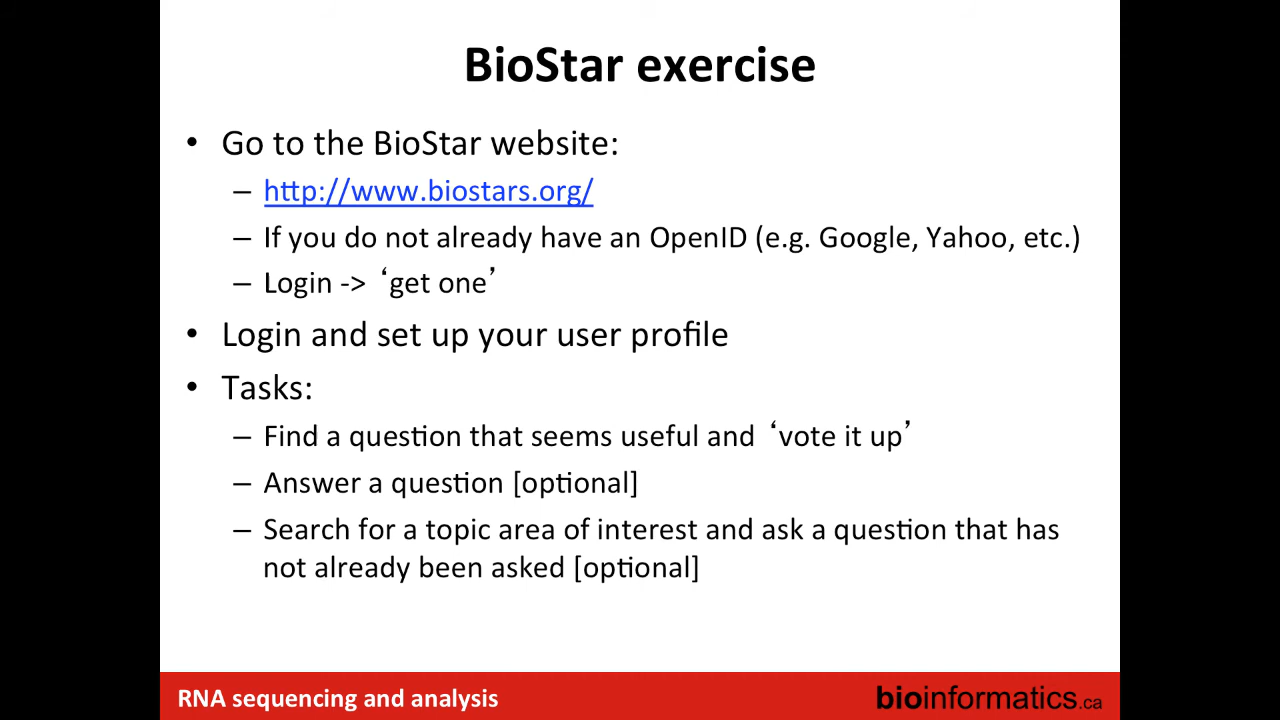 BioStar exercise
• Go to the BioStar website:
– http://www.biostars.org/
– If you do not already have an OpenID (e.g. Google, Yahoo, etc.)
– Login -> ‘get one’
• Login and set up your user profile
• Tasks:
– Find a question that seems useful and ‘vote it up’
– Answer a question [optional]
– Search for a topic area of interest and ask a question that has
not already been asked [optional]
RNA sequencing and analysis
bioinformatics.ca